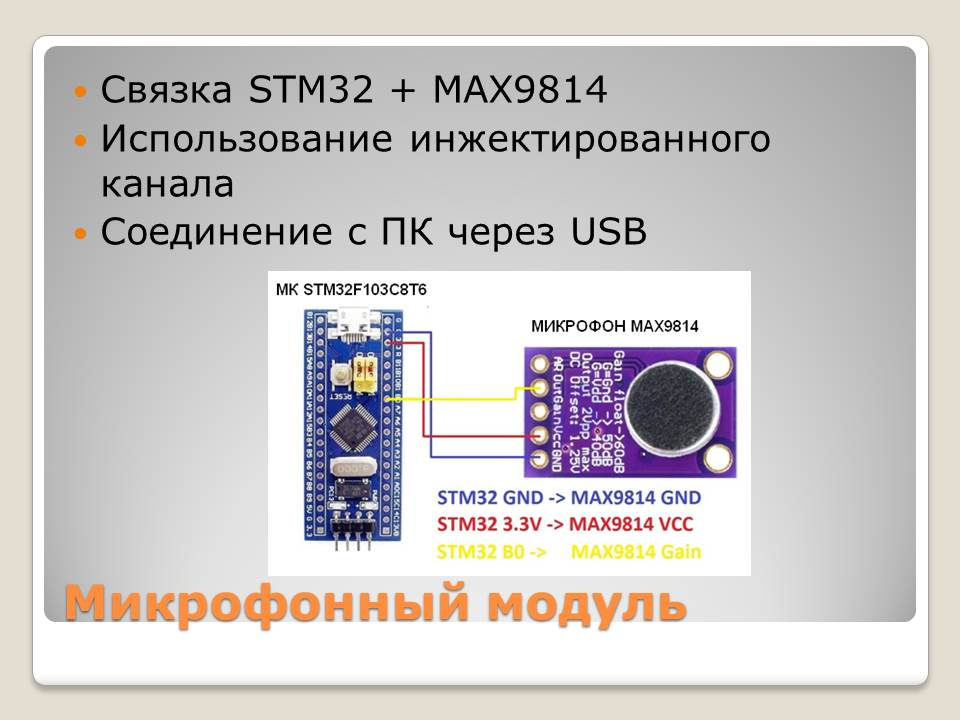 Связка STM32 + MAX9814
Использование инжектированного
канала
Соединение с ПК через USB
МК STM32F103C8T6
МИКРОФОН MAX9814
Gain float->60dB
G=Gnd -> 50dB
G=Vdd ->40dB
Output 2Vpp max
DC Offset: 1.25V
AR Out Gain Vcc GND
RESET
STM32 GND -> MAX9814 GND
STM32 3.3V -> MAX9814 VCC
STM32 B0 -> MAX9814 Gain
Микрофонный модуль